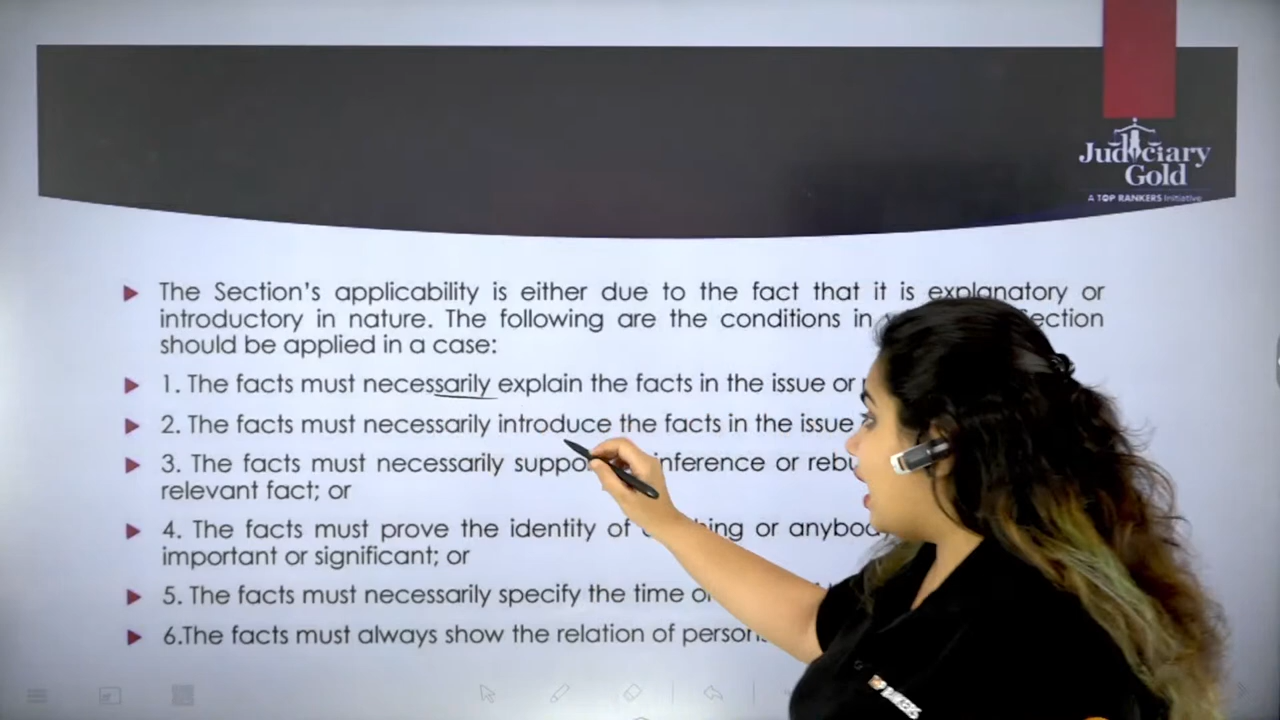 Judiciary
Gold
A TOP RANKERS Initiative
The Section's applicability is either due to the fact that it is explanatory or
introductory in nature. The following are the conditions in Section
should be applied in a case:
1. The facts must necessarily explain the facts in the issue or
2. The facts must necessarily introduce the facts in the issue
3. The facts must necessarily inference or
relevant fact; or
4. The facts must prove the identity of or
important or significant; or
5. The facts must necessarily specify the time
6.The facts must always show the relation of